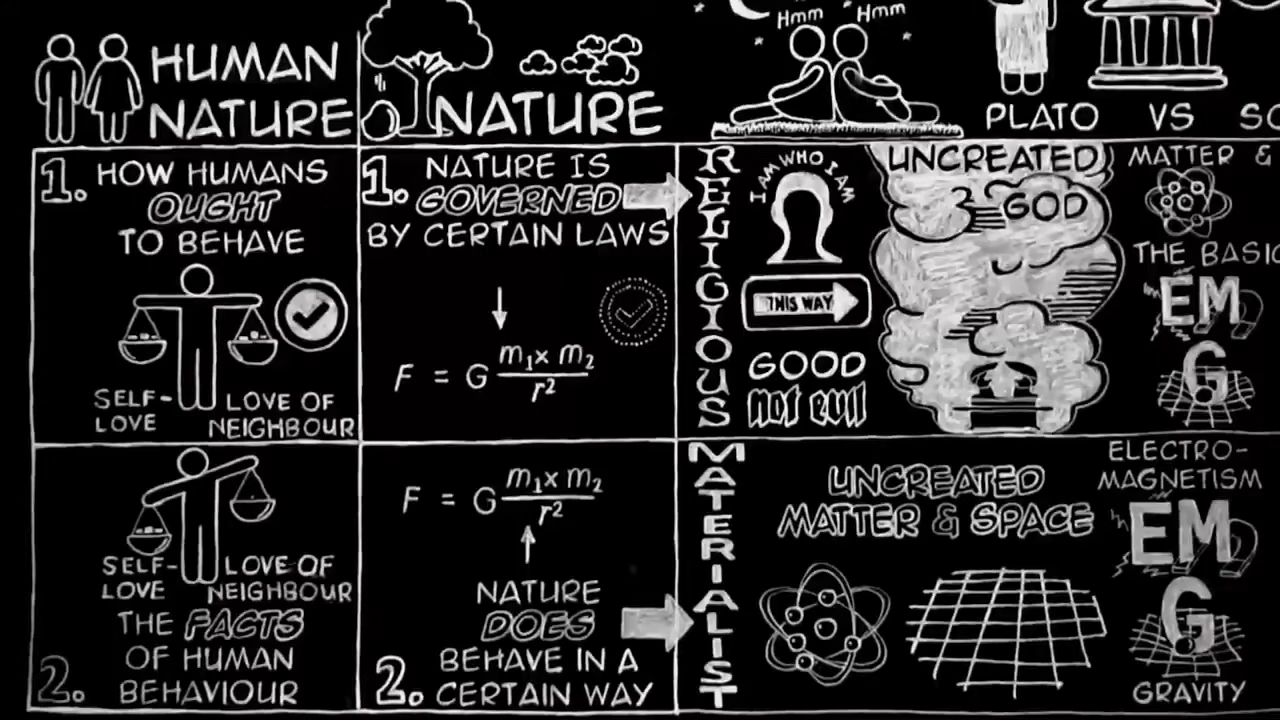 Hmm
Hmm
HUMAN
NATURE
NATURE
PLATO VS
1. HOW HUMANS
OUGHT
TO BEHAVE
SELF-
LOVE
LOVE OF
NEIGHBOUR
1. NATURE IS
GOVERNED
BY CERTAIN LAWS
F = G m₁x m₂
r²
RELIGIOUS
I AM WHO I AM
THIS WAY
GOOD
not evil
UNCREATED
GOD
MATTER &
THE BASIC
EM
G
SELF-
LOVE
LOVE OF
NEIGHBOUR
THE FACTS
OF HUMAN
2. BEHAVIOUR
F = G m₁x m₂
r²
NATURE
DOES
BEHAVE IN A
2. CERTAIN WAY
MATERIALIST
UNCREATED
MATTER & SPACE
ELECTRO-
MAGNETISM
EM
G
GRAVITY